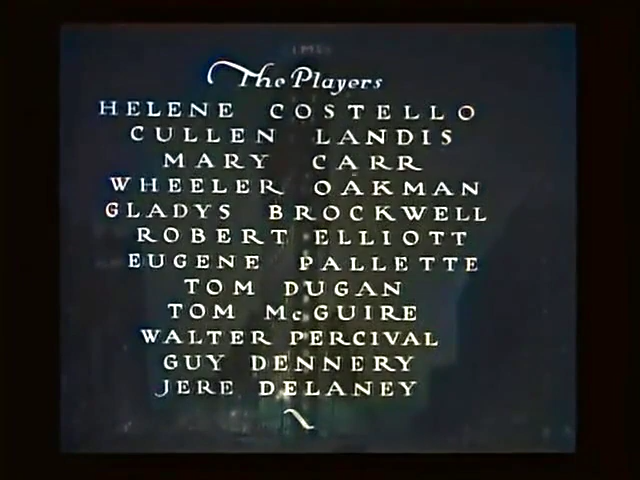 The Players
HELENE COSTELLO
CULLEN LANDIS
MARY CARR
WHEELER OAKMAN
GLADYS BROCKWELL
ROBERT ELLIOTT
EUGENE PALLETTE
TOM DUGAN
TOM McGUIRE
WALTER PERCIVAL
GUY DENNERY
JERE DELANEY